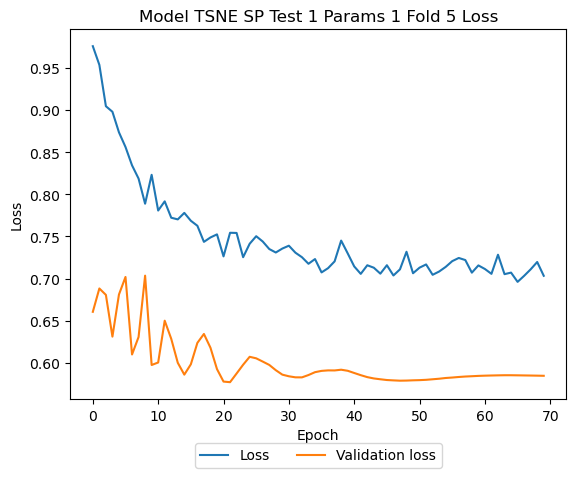 Model TSNE SP Test 1 Params 1 Fold 5 Loss
Loss
0.95
0.90
0.85
0.80
0.75
0.70
0.65
0.60
0 10 20 30 40 50 60 70
Epoch
Loss Validation loss